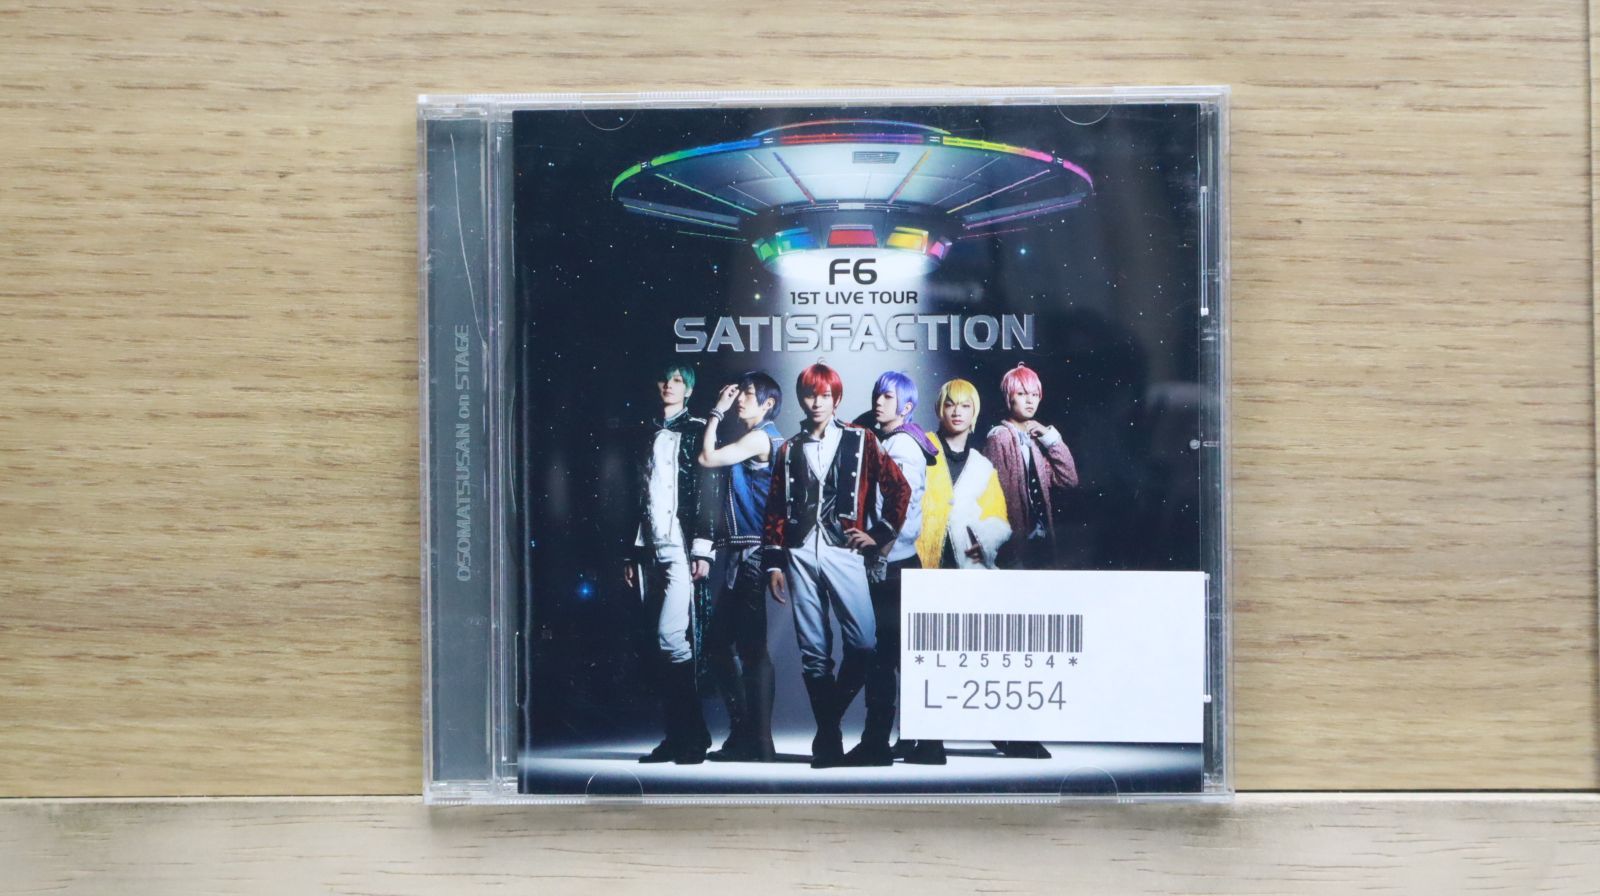 OSOMATSUSAN on STAGE
F6
1ST LIVE TOUR
SATISFACTION
*L25554*
L-25554